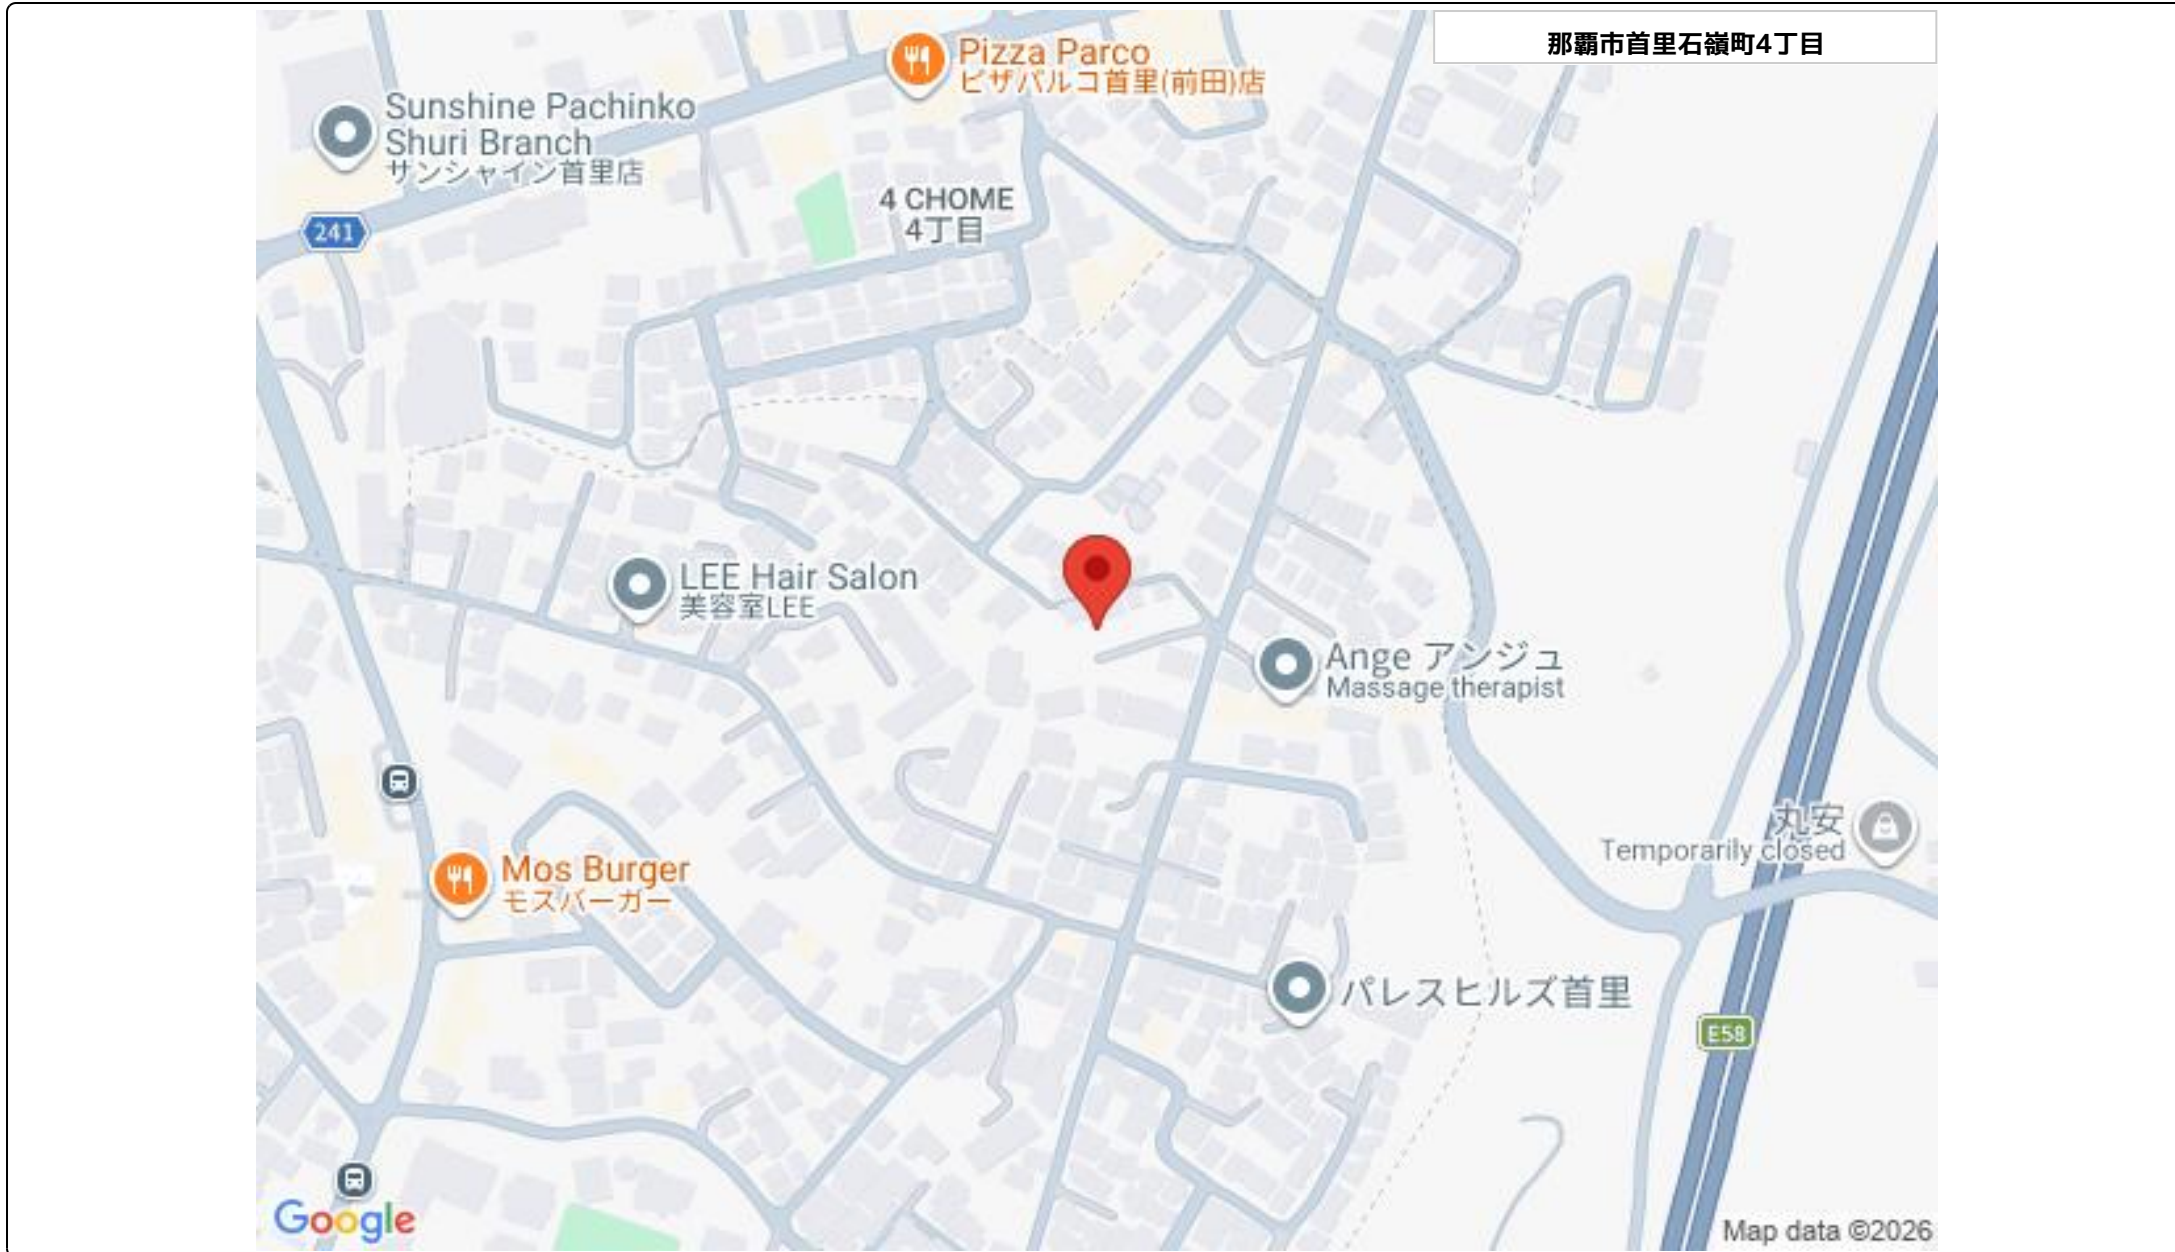 那覇市首里石嶺町4丁目
Pizza Parco
ピザパルコ首里(前田)店
Sunshine Pachinko
Shuri Branch
サンシャイン首里店
4 CHOME
4丁目
241
LEE Hair Salon
美容室LEE
Ange アンジュ
Massage therapist
丸安
Temporarily closed
Mos Burger
モスバーガー
パレスヒルズ首里
E58
Google
Map data ©2026